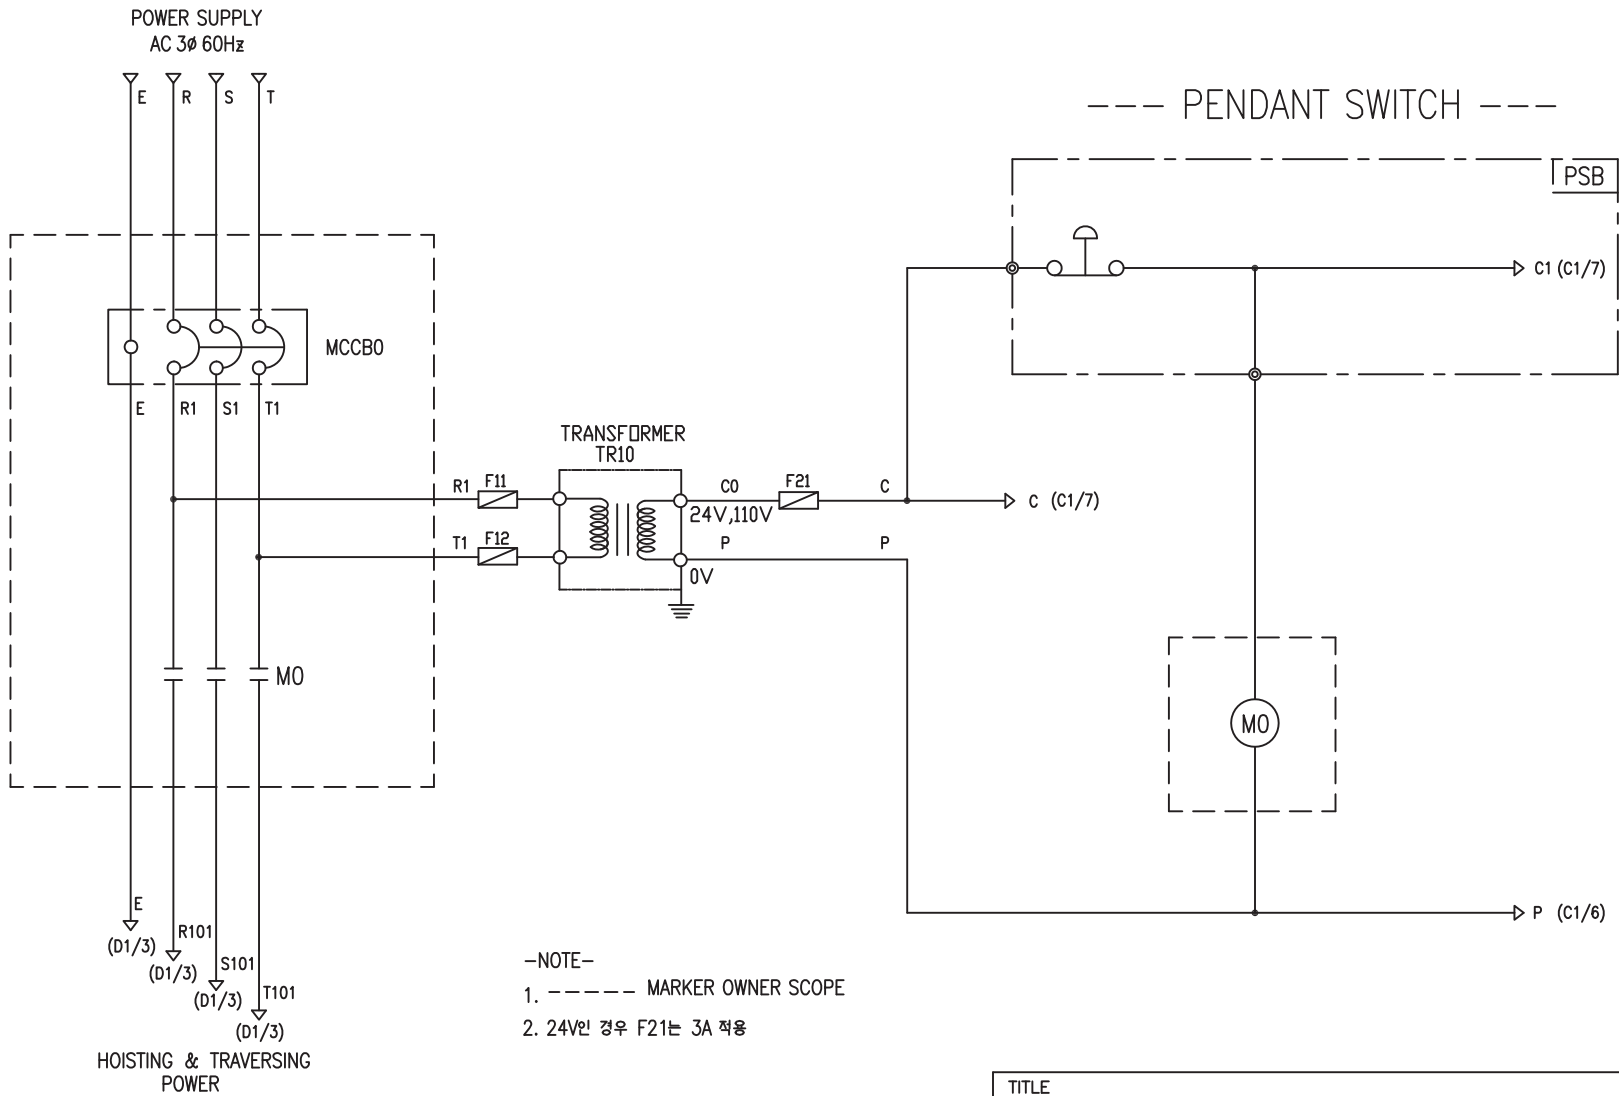 POWER SUPPLY
AC 3ø 60Hz
E R S T
PENDANT SWITCH
PSB
C1 (C1/7)
MCCB0
E R1 S1 T1
TRANSFORMER
TR10
R1 F11
C0 F21 C
C (C1/7)
24V,110V
T1 F12
P P
0V
M0
M0
E
(D1/3)
R101
(D1/3)
S101
(D1/3)
T101
(D1/3)
P (C1/6)
HOISTING & TRAVERSING
POWER
-NOTE-
1. ------ MARKER OWNER SCOPE
2. 24V인 경우 F21는 3A 적용
TITLE